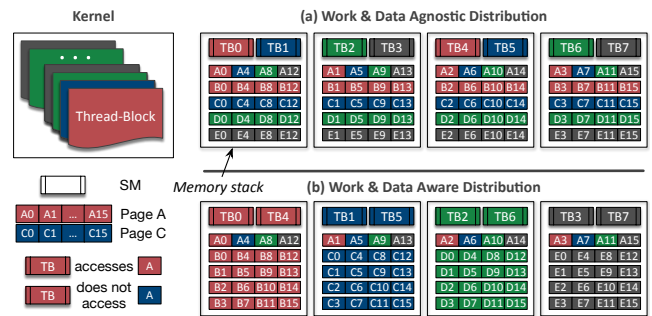 Kernel
. . .
Thread-Block
SM
A0 A1 ... A15 Page A
C0 C1 ... C15 Page C
TB accesses A
TB does not access A
(a) Work & Data Agnostic Distribution
TB0 TB1 TB2 TB3 TB4 TB5 TB6 TB7
A0 A4 A8 A12 A1 A5 A9 A13 A2 A6 A10 A14 A3 A7 A11 A15
B0 B4 B8 B12 B1 B5 B9 B13 B2 B6 B10 B14 B3 B7 B11 B15
C0 C4 C8 C12 C1 C5 C9 C13 C2 C6 C10 C14 C3 C7 C11 C15
D0 D4 D8 D12 D1 D5 D9 D13 D2 D6 D10 D14 D3 D7 D11 D15
E0 E4 E8 E12 E1 E5 E9 E13 E2 E6 E10 E14 E3 E7 E11 E15
Memory stack
(b) Work & Data Aware Distribution
TB0 TB4 TB1 TB5 TB2 TB6 TB3 TB7
A0 A4 A8 A12 A1 A5 A9 A13 A2 A6 A10 A14 A3 A7 A11 A15
B0 B4 B8 B12 C0 C4 C8 C12 D0 D4 D8 D12 E0 E4 E8 E12
B1 B5 B9 B13 C1 C5 C9 C13 D1 D5 D9 D13 E1 E5 E9 E13
B2 B6 B10 B14 C2 C6 C10 C14 D2 D6 D10 D14 E2 E6 E10 E14
B3 B7 B11 B15 C3 C7 C11 C15 D3 D7 D11 D15 E3 E7 E11 E15